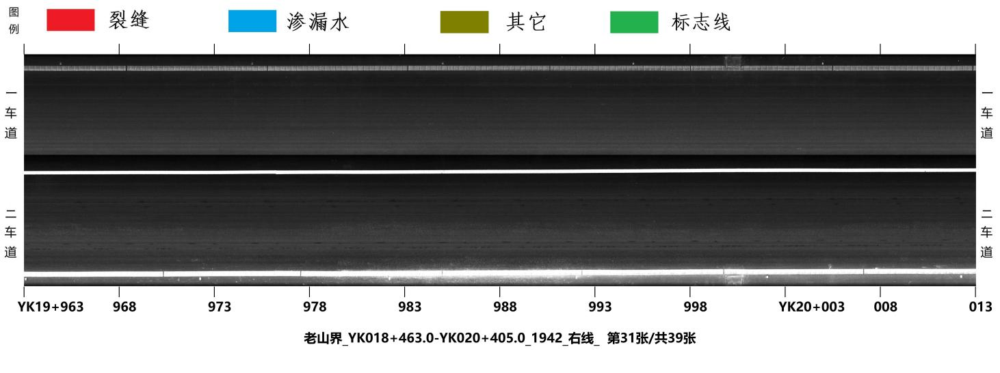 图例 裂缝 渗漏水 其它 标志线
一车道 一车道
二车道 二车道
YK19+963 968 973 978 983 988 993 998 YK20+003 008 013
老山界_YK018+463.0-YK020+405.0_1942_右线_ 第31张/共39张